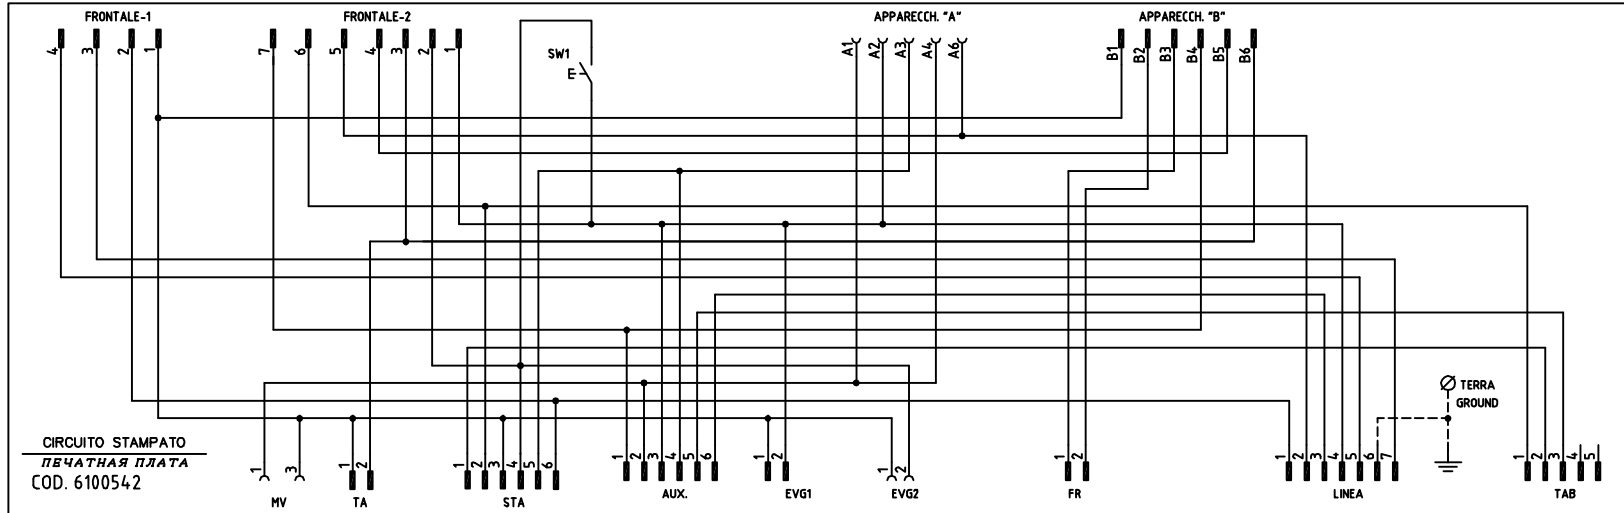 FRONTALE-1
FRONTALE-2
APPARECCH. "A"
APPARECCH. "B"
4 3 2 1
7 6 5 4 3 2 1
SW1
E
A1 A2 A3 A4 A6
B1 B2 B3 B4 B5 B6
TERRA
GROUND
CIRCUITO STAMPATO
ПЕЧАТНАЯ ПЛАТА
COD. 6100542
1 3
MV
1 2
TA
1 2 3 4 5 6
STA
1 2 3 4 5 6
AUX.
1 2
EVG1
1 2
EVG2
1 2
FR
1 2 3 4 5 6 7
LINEA
1 2 3 4 5
TAB